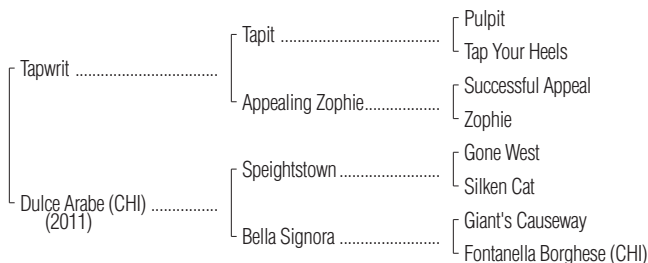 Pulpit
Tapit ........................................
Tap Your Heels
Tapwrit ....................................
Successful Appeal
Appealing Zophie...................
Zophie
Gone West
Speightstown .........................
Silken Cat
Dulce Arabe (CHI) .................
(2011)
Giant's Causeway
Bella Signora .........................
Fontanella Borghese (CHI)